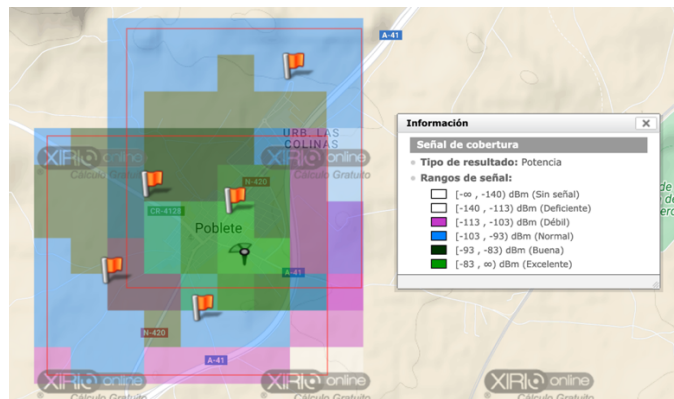 A-41
URB. LAS
COLINAS
XIRIO online
Cálculo Gratuito
XIRIO online
Cálculo Gratuito
N-420
CR-4128
Poblete
A-41
N-420
A-41
XIRIO online
Cálculo Gratuito
XIRIO online
Cálculo Gratuito
XIRIO online
Cálculo Gratuito
Información
Señal de cobertura
Tipo de resultado: Potencia
Rangos de señal:
[-∞ , -140) dBm (Sin señal)
[-140 , -113) dBm (Deficiente)
[-113 , -103) dBm (Débil)
[-103 , -93) dBm (Normal)
[-93 , -83) dBm (Buena)
[-83 , ∞) dBm (Excelente)